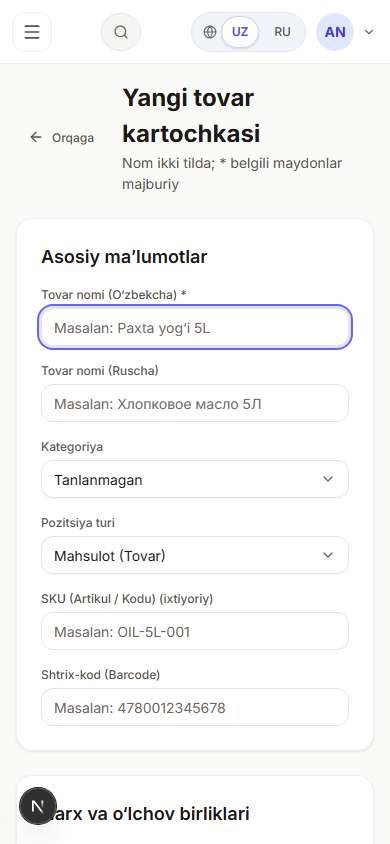 UZ RU AN
Yangi tovar
kartochkasi
Orqaga
Nom ikki tilda; * belgili maydonlar
majburiy
Asosiy ma’lumotlar
Tovar nomi (O‘zbekcha) *
Masalan: Paxta yog‘i 5L
Tovar nomi (Ruscha)
Masalan: Хлопковое масло 5Л
Kategoriya
Tanlanmagan
Pozitsiya turi
Mahsulot (Tovar)
SKU (Artikul / Kodu) (ixtiyoriy)
Masalan: OIL-5L-001
Shtrix-kod (Barcode)
Masalan: 4780012345678
N
va o‘lchov birliklari